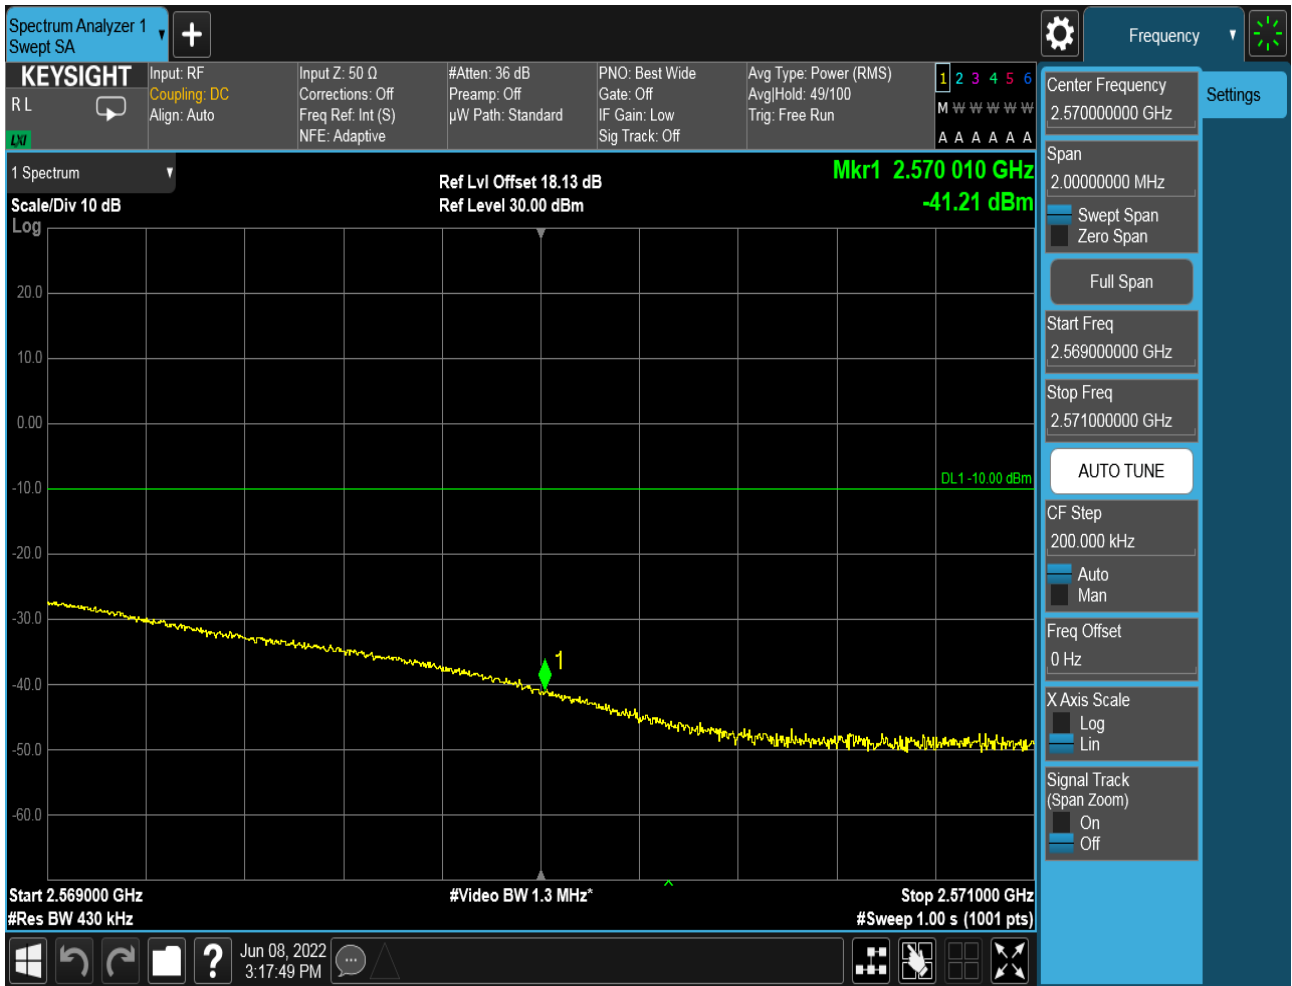 Spectrum Analyzer 1
Swept SA
Frequency
KEYSIGHT
R L
LXI
Input: RF
Coupling: DC
Align: Auto
Input Z: 50 Ω
Corrections: Off
Freq Ref: Int (S)
NFE: Adaptive
#Atten: 36 dB
Preamp: Off
µW Path: Standard
PNO: Best Wide
Gate: Off
IF Gain: Low
Sig Track: Off
Avg Type: Power (RMS)
Avg|Hold: 49/100
Trig: Free Run
1 2 3 4 5 6
M W W W W W
A A A A A A
1 Spectrum
Scale/Div 10 dB
Log
Ref Lvl Offset 18.13 dB
Ref Level 30.00 dBm
Mkr1 2.570 010 GHz
-41.21 dBm
20.0
10.0
0.00
-10.0
-20.0
-30.0
-40.0
-50.0
-60.0
DL1 -10.00 dBm
1
Start 2.569000 GHz
#Res BW 430 kHz
#Video BW 1.3 MHz*
Stop 2.571000 GHz
#Sweep 1.00 s (1001 pts)
?
Jun 08, 2022
3:17:49 PM
Center Frequency
2.570000000 GHz
Span
2.00000000 MHz
Swept Span
Zero Span
Full Span
Start Freq
2.569000000 GHz
Stop Freq
2.571000000 GHz
AUTO TUNE
CF Step
200.000 kHz
Auto
Man
Freq Offset
0 Hz
X Axis Scale
Log
Lin
Signal Track
(Span Zoom)
On
Off
Settings